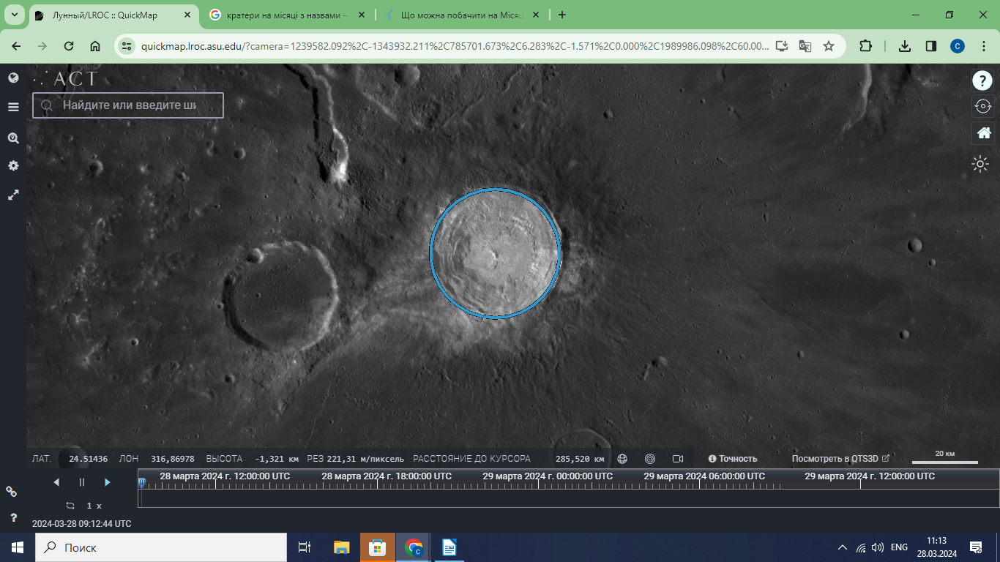 Лунный/LROC :: QuickMap
кратери на місяці з назвами –
Що можна побачити на Місяц
quickmap.lroc.asu.edu/?camera=1239582.092%2C-1343932.211%2C785701.673%2C6.283%2C-1.571%2C0.000%2C1989986.098%2C60.00...
C
ACT
Найдите или введите ши
?
ЛАТ. 24.51436 ЛОН 316,86978 ВЫСОТА -1,321 км РЕЗ 221,31 м/пиксель РАССТОЯНИЕ ДО КУРСОРА 285,520 км Точность Посмотреть в QTS3D 20 км
28 марта 2024 г. 12:00:00 UTC 28 марта 2024 г. 18:00:00 UTC 29 марта 2024 г. 00:00:00 UTC 29 марта 2024 г. 06:00:00 UTC 29 марта 2024 г. 12:00:00 UTC
1 x
?
2024-03-28 09:12:44 UTC
Поиск
C
ENG
11:13
28.03.2024